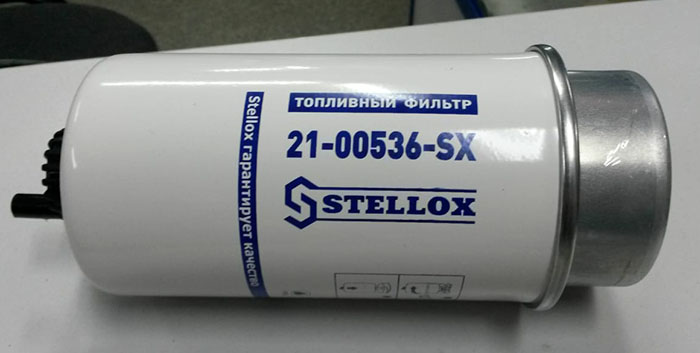 ТОПЛИВНЫЙ ФИЛЬТР
21-00536-SX
STELLOX
Stellox гарантирует качество